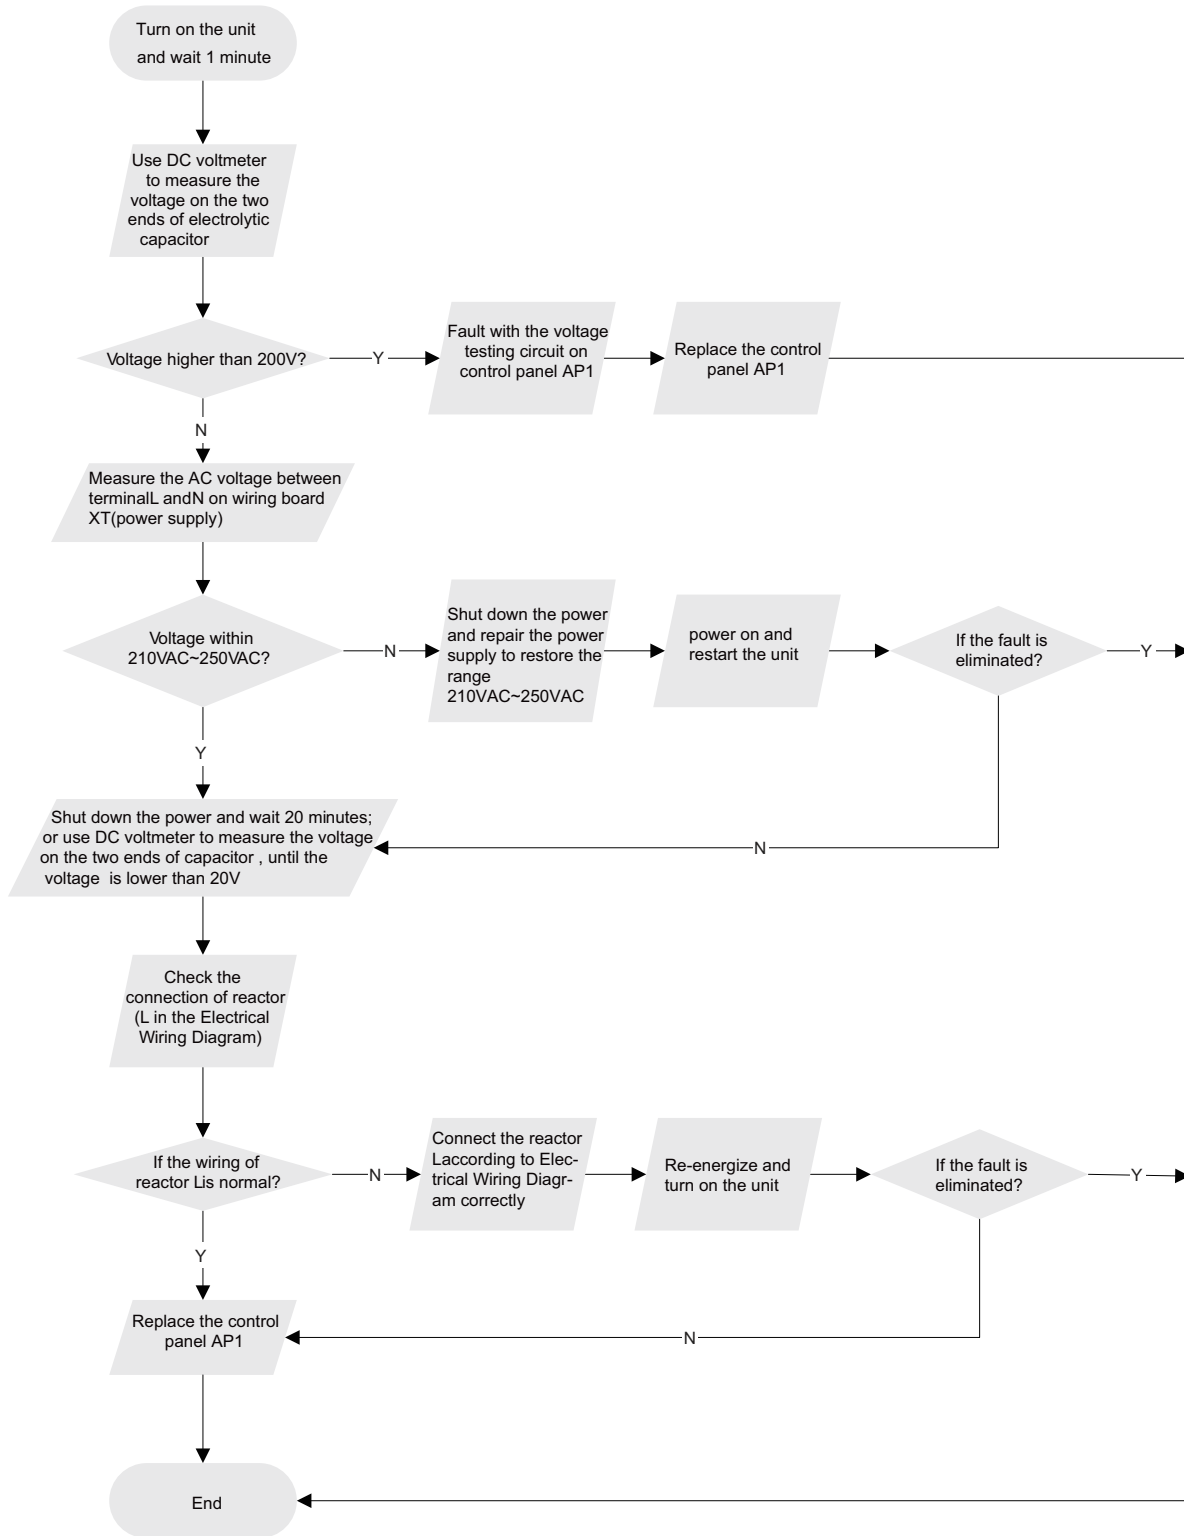 Turn on the unit
and wait 1 minute
Use DC voltmeter
to measure the
voltage on the two
ends of electrolytic
capacitor
Voltage higher than 200V?
Y
Fault with the voltage
testing circuit on
control panel AP1
Replace the control
panel AP1
N
Measure the AC voltage between
terminalL andN on wiring board
XT(power supply)
Voltage within
210VAC~250VAC?
N
Shut down the power
and repair the power
supply to restore the
range
210VAC~250VAC
power on and
restart the unit
If the fault is
eliminated?
Y
Y
N
Shut down the power and wait 20 minutes;
or use DC voltmeter to measure the voltage
on the two ends of capacitor , until the
voltage is lower than 20V
Check the
connection of reactor
(L in the Electrical
Wiring Diagram)
If the wiring of
reactor Lis normal?
N
Connect the reactor
Laccording to Elec-
trical Wiring Diagr-
am correctly
Re-energize and
turn on the unit
If the fault is
eliminated?
Y
Y
N
Replace the control
panel AP1
End